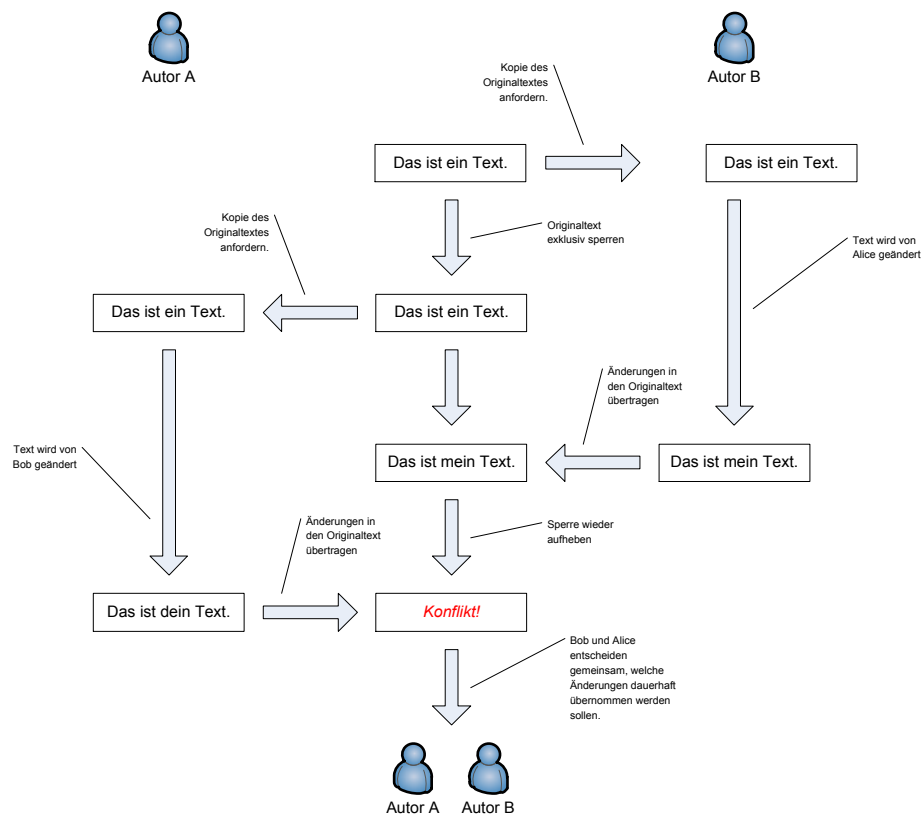 Autor A
Autor B
Kopie des
Originaltextes
anfordern.
Das ist ein Text.
Das ist ein Text.
Kopie des
Originaltextes
anfordern.
Originaltext
exklusiv sperren
Text wird von
Alice geändert
Das ist ein Text.
Das ist ein Text.
Änderungen in
den Originaltext
übertragen
Text wird von
Bob geändert
Das ist mein Text.
Das ist mein Text.
Änderungen in
den Originaltext
übertragen
Sperre wieder
aufheben
Das ist dein Text.
Konflikt!
Bob und Alice
entscheiden
gemeinsam, welche
Änderungen dauerhaft
übernommen werden
sollen.
Autor A
Autor B